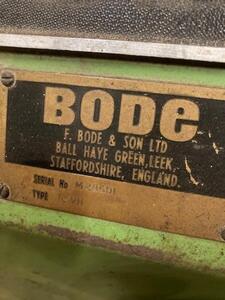 BODe
F. BODE & SON LTD
BALL HAYE GREEN, LEEK,
STAFFORDSHIRE, ENGLAND.
SERIAL No
TYPE